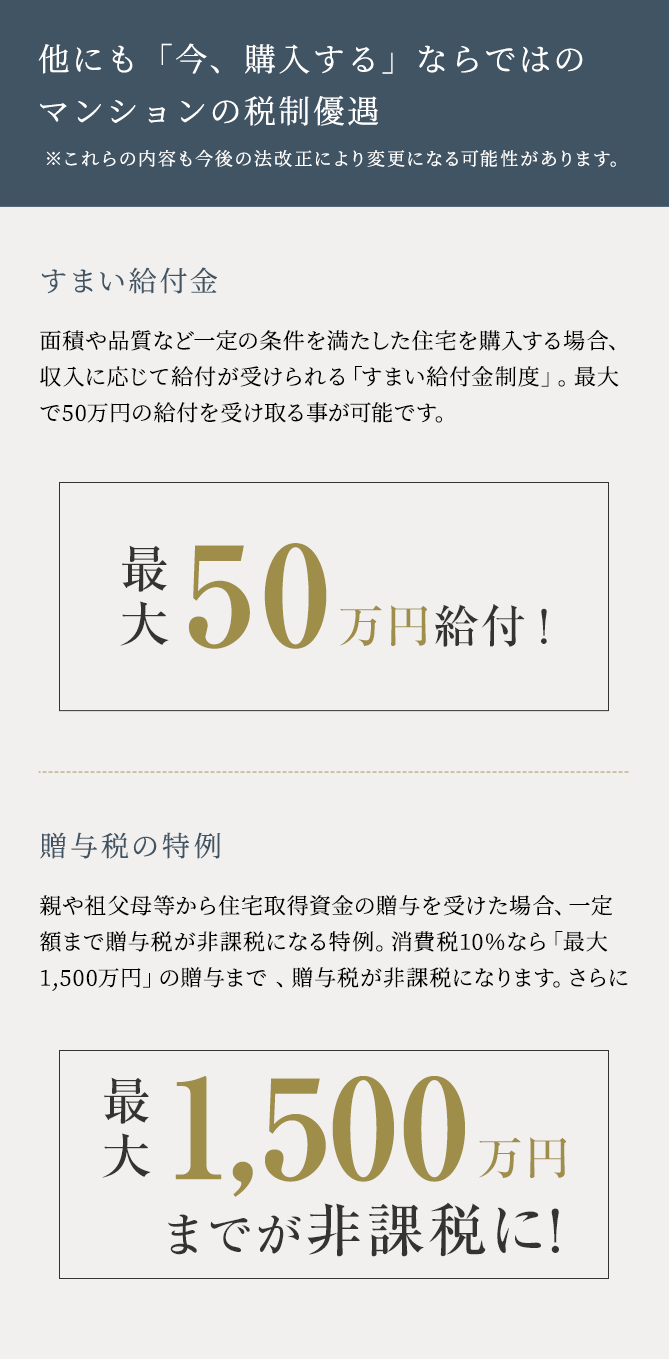 他にも「今、購入する」ならではの
マンションの税制優遇
※これらの内容も今後の法改正により変更になる可能性があります。
すまい給付金
面積や品質など一定の条件を満たした住宅を購入する場合、
収入に応じて給付が受けられる「すまい給付金制度」。最大
で50万円の給付を受け取る事が可能です。
最大50万円給付！
贈与税の特例
親や祖父母等から住宅取得資金の贈与を受けた場合、一定
額まで贈与税が非課税になる特例。消費税10%なら「最大
1,500万円」の贈与まで 、贈与税が非課税になります。さらに
最大1,500万円
までが非課税に!